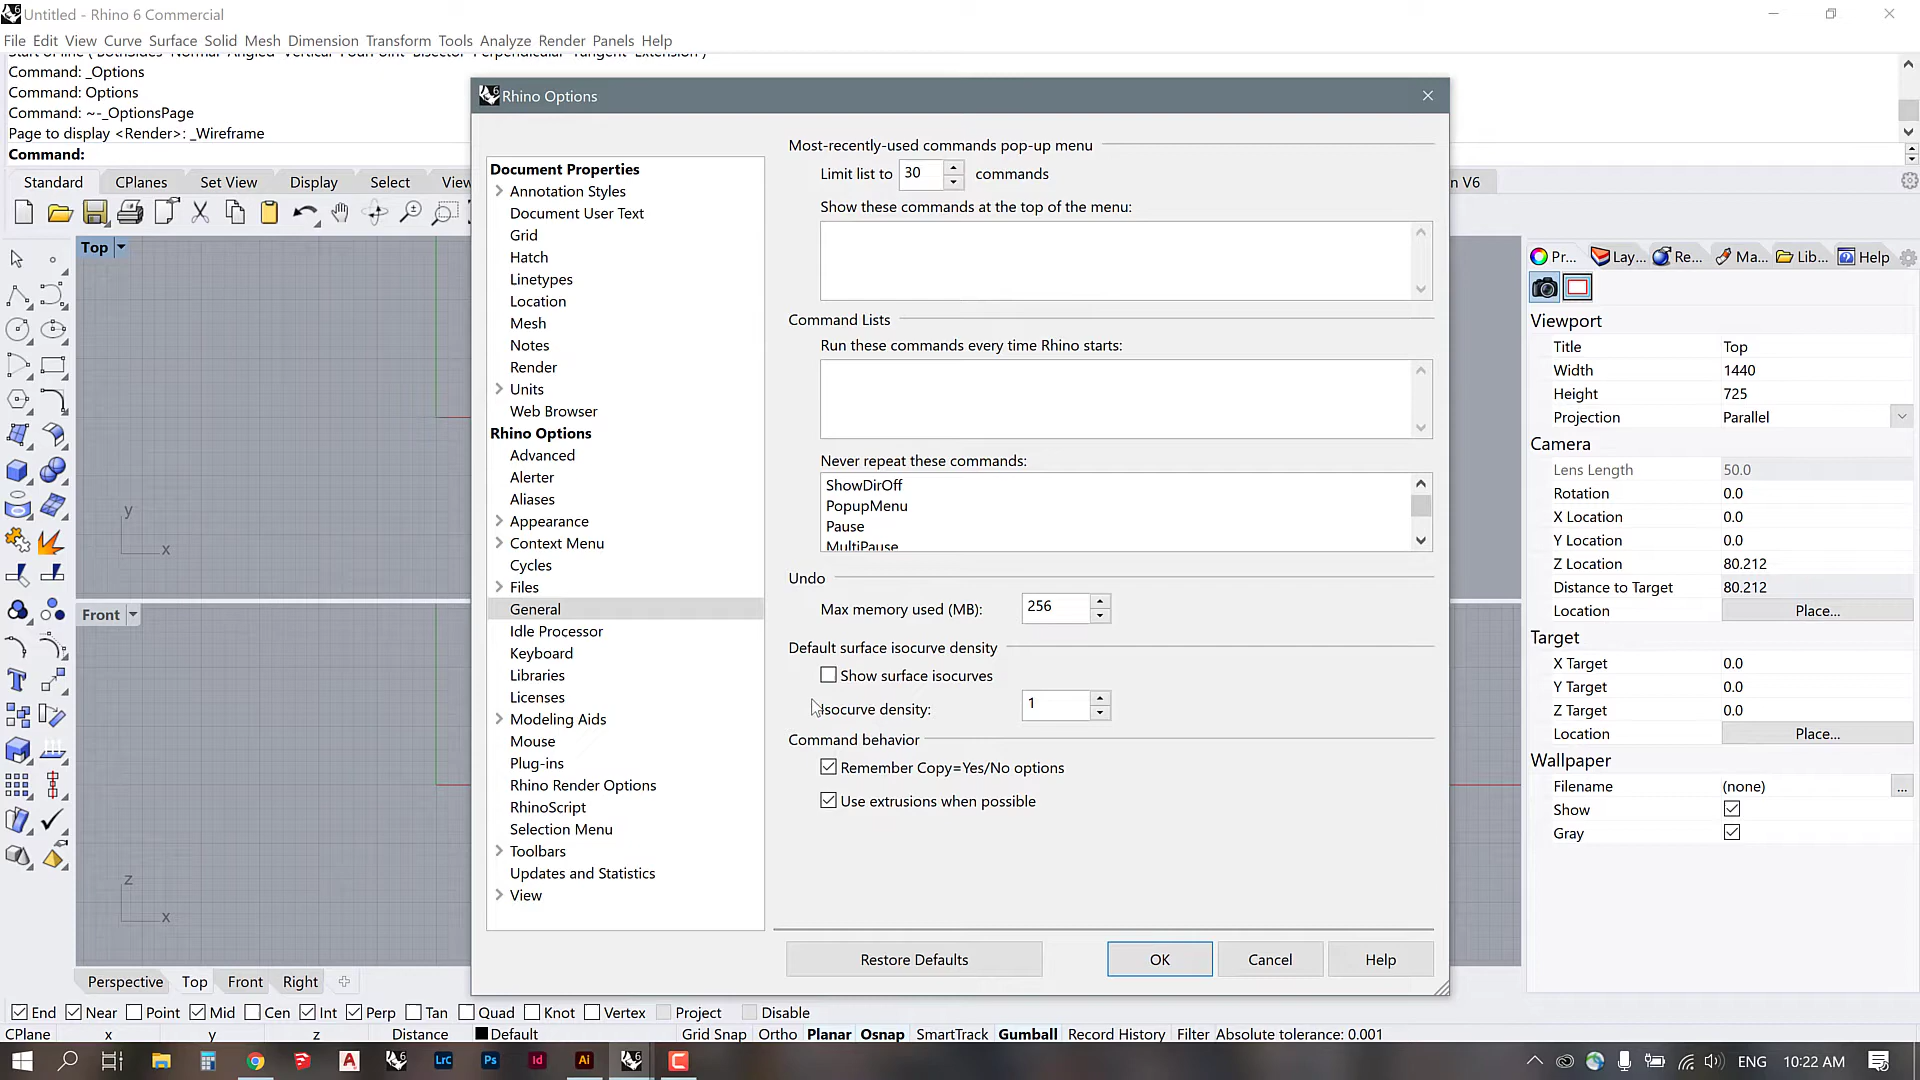 Untitled - Rhino 6 Commercial
File Edit View Curve Surface Solid Mesh Dimension Transform Tools Analyze Render Panels Help
Command: _Options
Command: Options
Command: ~-_OptionsPage
Page to display <Render>: _Wireframe
Command:
Standard CPlanes Set View Display Select
n V6
Top
y
x
Front
z
x
Rhino Options
Document Properties
Annotation Styles
Document User Text
Grid
Hatch
Linetypes
Location
Mesh
Notes
Render
Units
Web Browser
Rhino Options
Advanced
Alerter
Aliases
Appearance
Context Menu
Cycles
Files
General
Idle Processor
Keyboard
Libraries
Licenses
Modeling Aids
Mouse
Plug-ins
Rhino Render Options
RhinoScript
Selection Menu
Toolbars
Updates and Statistics
View
Most-recently-used commands pop-up menu
Limit list to 30 commands
Show these commands at the top of the menu:
Command Lists
Run these commands every time Rhino starts:
Never repeat these commands:
ShowDirOff
PopupMenu
Pause
MultiPause
Undo
Max memory used (MB): 256
Default surface isocurve density
Show surface isocurves
Isocurve density: 1
Command behavior
Remember Copy=Yes/No options
Use extrusions when possible
Restore Defaults OK Cancel Help
Pr... Lay... Re... Ma... Lib... Help
Viewport
Title Top
Width 1440
Height 725
Projection Parallel
Camera
Lens Length 50.0
Rotation 0.0
X Location 0.0
Y Location 0.0
Z Location 80.212
Distance to Target 80.212
Location Place...
Target
X Target 0.0
Y Target 0.0
Z Target 0.0
Location Place...
Wallpaper
Filename (none) ...
Show
Gray
Perspective Top Front Right
End Near Point Mid Cen Int Perp Tan Quad Knot Vertex Project Disable
CPlane x y z Distance Default Grid Snap Ortho Planar Osnap SmartTrack Gumball Record History Filter Absolute tolerance: 0.001
LrC Ps Id Ai ENG 10:22 AM